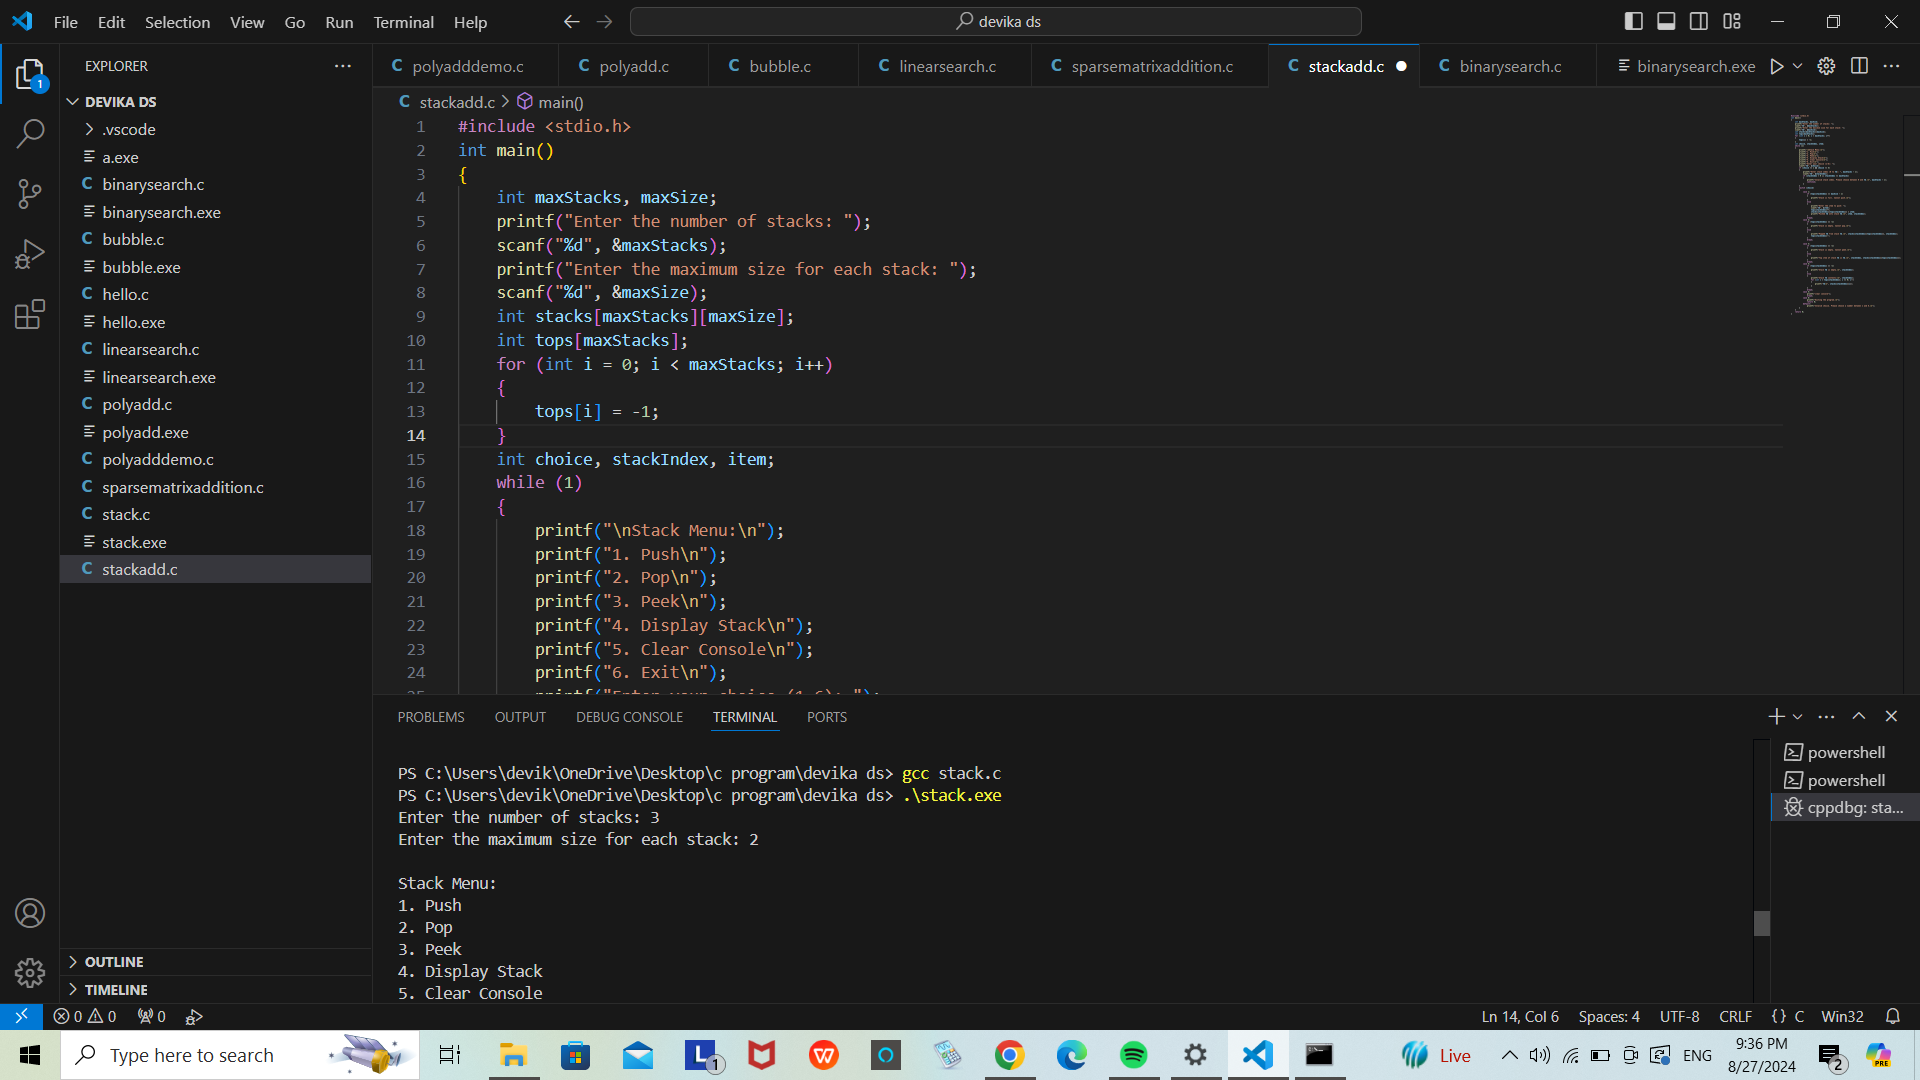 File Edit Selection View Go Run Terminal Help
devika ds
EXPLORER
1
DEVIKA DS
.vscode
a.exe
C binarysearch.c
binarysearch.exe
C bubble.c
bubble.exe
C hello.c
hello.exe
C linearsearch.c
linearsearch.exe
C polyadd.c
polyadd.exe
C polyadddemo.c
C sparsematrixaddition.c
C stack.c
stack.exe
C stackadd.c
OUTLINE
TIMELINE
C polyadddemo.c C polyadd.c C bubble.c C linearsearch.c C sparsematrixaddition.c C stackadd.c C binarysearch.c binarysearch.exe
C stackadd.c > main()
1 #include <stdio.h>
2 int main()
3 {
4 int maxStacks, maxSize;
5 printf("Enter the number of stacks: ");
6 scanf("%d", &maxStacks);
7 printf("Enter the maximum size for each stack: ");
8 scanf("%d", &maxSize);
9 int stacks[maxStacks][maxSize];
10 int tops[maxStacks];
11 for (int i = 0; i < maxStacks; i++)
12 {
13 tops[i] = -1;
14 }
15 int choice, stackIndex, item;
16 while (1)
17 {
18 printf("\nStack Menu:\n");
19 printf("1. Push\n");
20 printf("2. Pop\n");
21 printf("3. Peek\n");
22 printf("4. Display Stack\n");
23 printf("5. Clear Console\n");
24 printf("6. Exit\n");
25 printf("Enter your choice (1-6): ");
PROBLEMS OUTPUT DEBUG CONSOLE TERMINAL PORTS
PS C:\Users\devik\OneDrive\Desktop\c program\devika ds> gcc stack.c
PS C:\Users\devik\OneDrive\Desktop\c program\devika ds> .\stack.exe
Enter the number of stacks: 3
Enter the maximum size for each stack: 2
Stack Menu:
1. Push
2. Pop
3. Peek
4. Display Stack
5. Clear Console
powershell
powershell
cppdbg: sta...
0 0 0 Ln 14, Col 6 Spaces: 4 UTF-8 CRLF {} C Win32
Type here to search
L 1
Live
ENG
9:36 PM
8/27/2024
2
PRE